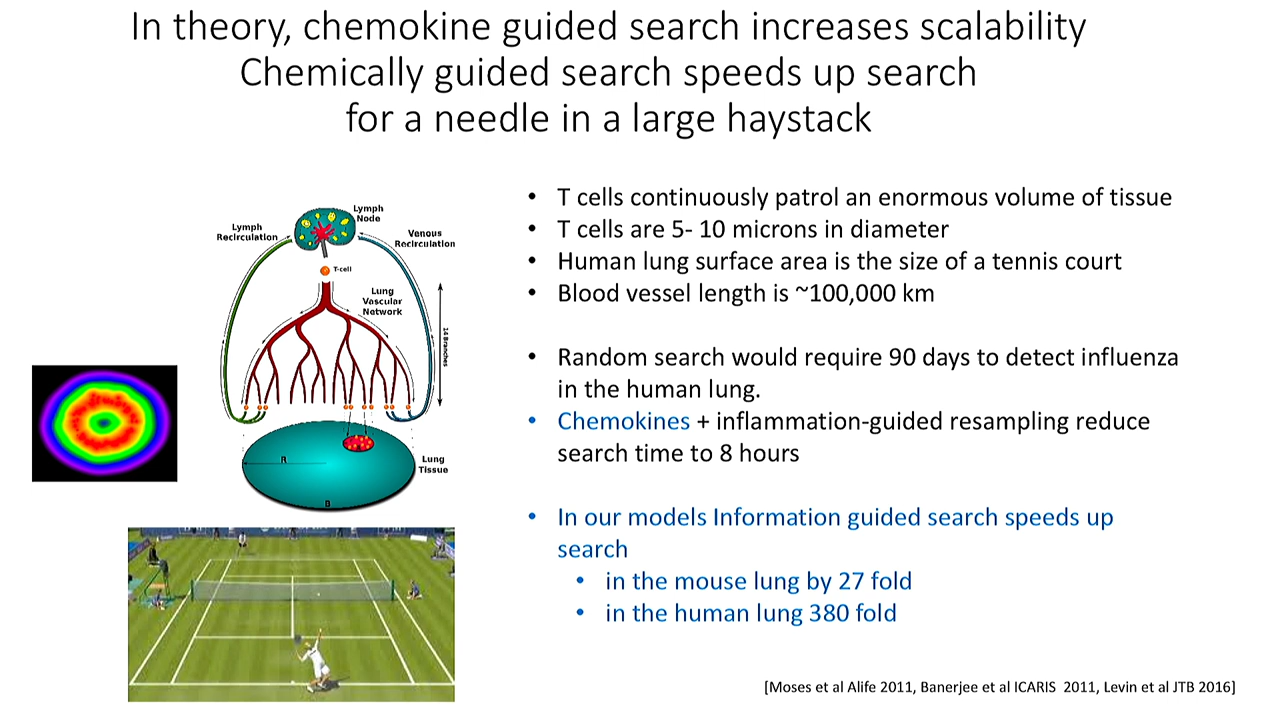 In theory, chemokine guided search increases scalability
Chemically guided search speeds up search
for a needle in a large haystack
Lymph
Node
Lymph
Recirculation
Venous
Recirculation
T-cell
Lung
Vascular
Network
14 Branches
R
Lung
Tissue
B
• T cells continuously patrol an enormous volume of tissue
• T cells are 5- 10 microns in diameter
• Human lung surface area is the size of a tennis court
• Blood vessel length is ~100,000 km
• Random search would require 90 days to detect influenza
in the human lung.
• Chemokines + inflammation-guided resampling reduce
search time to 8 hours
• In our models Information guided search speeds up
search
• in the mouse lung by 27 fold
• in the human lung 380 fold
[Moses et al Alife 2011, Banerjee et al ICARIS 2011, Levin et al JTB 2016]